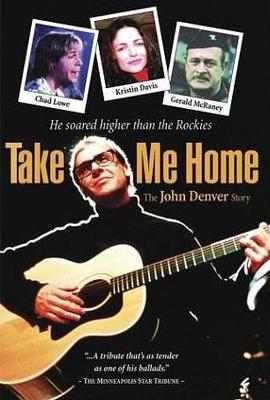 Chad Lowe
Kristin Davis
Gerald McRaney
He soared higher than the Rockies
Take Me Home
The John Denver Story
"...A tribute that's as tender
as one of his ballads."
- THE MINNEAPOLIS STAR TRIBUNE -